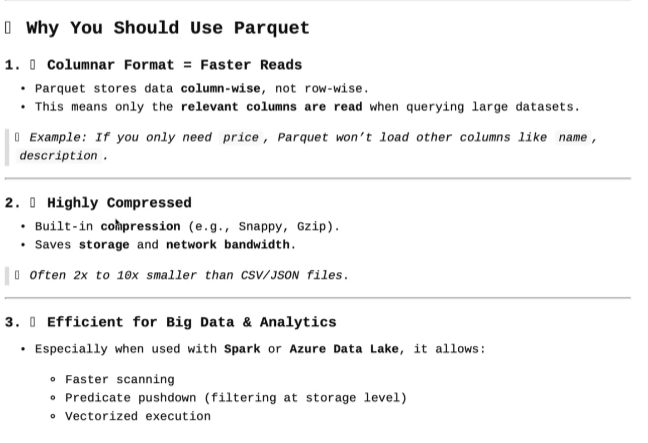 Why You Should Use Parquet
1. Columnar Format = Faster Reads
• Parquet stores data column-wise, not row-wise.
• This means only the relevant columns are read when querying large datasets.
Example: If you only need price, Parquet won't load other columns like name,
description.
2. Highly Compressed
• Built-in compression (e.g., Snappy, Gzip).
• Saves storage and network bandwidth.
Often 2x to 10x smaller than CSV/JSON files.
3. Efficient for Big Data & Analytics
• Especially when used with Spark or Azure Data Lake, it allows:
◦ Faster scanning
◦ Predicate pushdown (filtering at storage level)
◦ Vectorized execution